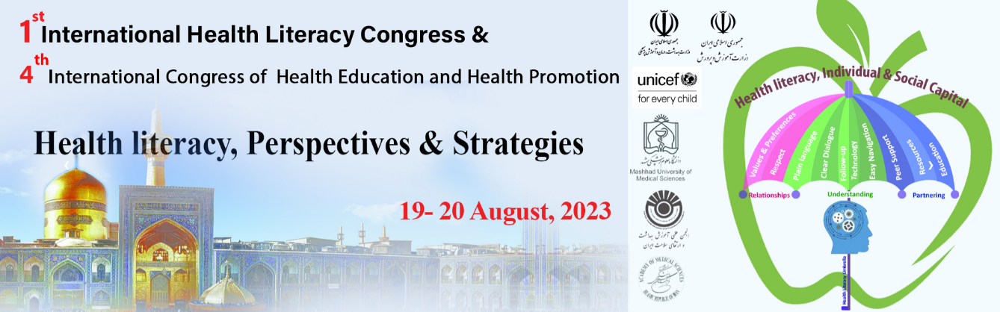 1st International Health Literacy Congress &
4th International Congress of Health Education and Health Promotion
Health literacy, Perspectives & Strategies
19- 20 August, 2023
جمهوری اسلامی ایران
وزارت بهداشت، درمان و آموزش پزشکی
جمهوری اسلامی ایران
وزارت آموزش و پرورش
unicef
for every child
دانشگاه علوم پزشکی مشهد
Mashhad University of
Medical Sciences
انجمن علمی آموزش بهداشت
و ارتقای سلامت ایران
ACADEMY OF MEDICAL SCIENCES
ISLAMIC REPUBLIC OF IRAN
Health literacy, Individual & Social Capital
Values & Preferences
Respect
Plain language
Clear Dialogue
Follow-up
Technology
Easy Navigation
Peer Support
Resources
Education
Relationships
Understanding
Partnering
Health Literacy Umbrella